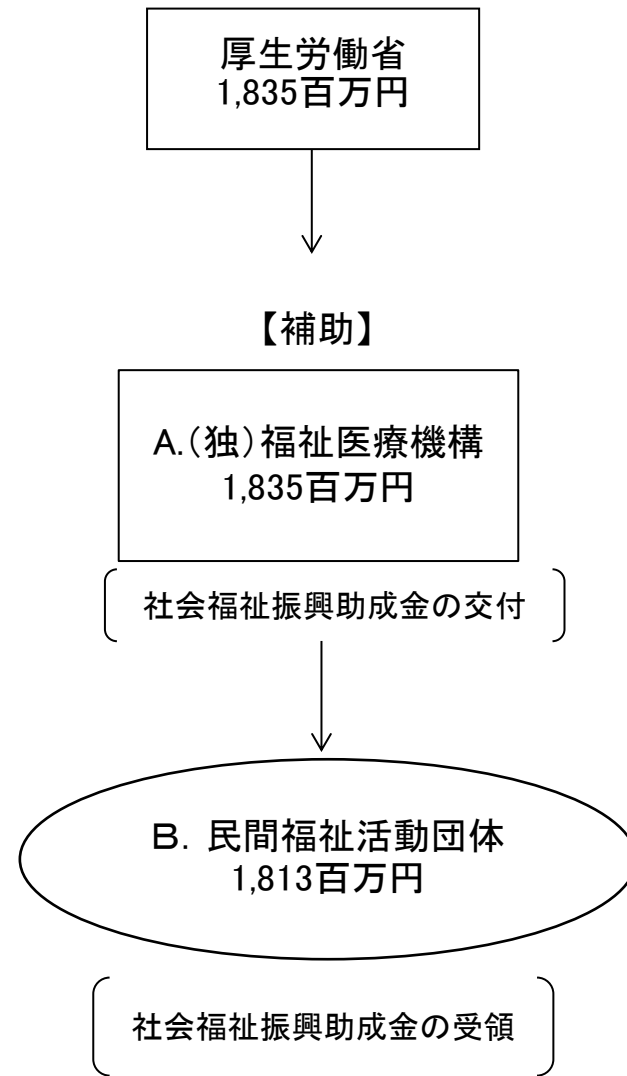 厚生労働省
1,835百万円
【補助】
A.（独）福祉医療機構
1,835百万円
社会福祉振興助成金の交付
B．民間福祉活動団体
1,813百万円
社会福祉振興助成金の受領